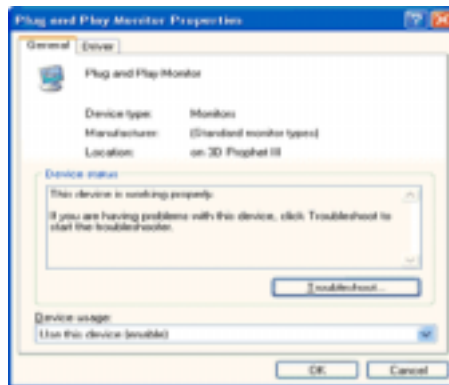 Plug and Play Monitor Properties
General Driver
Plug and Play Monitor
Device type: Monitors
Manufacturer: (Standard monitor types)
Location: on 3D Prophet III
Device status
This device is working properly.
If you are having problems with this device, click Troubleshoot to
start the troubleshooter.
Troubleshoot...
Device usage:
Use this device (enable)
OK Cancel